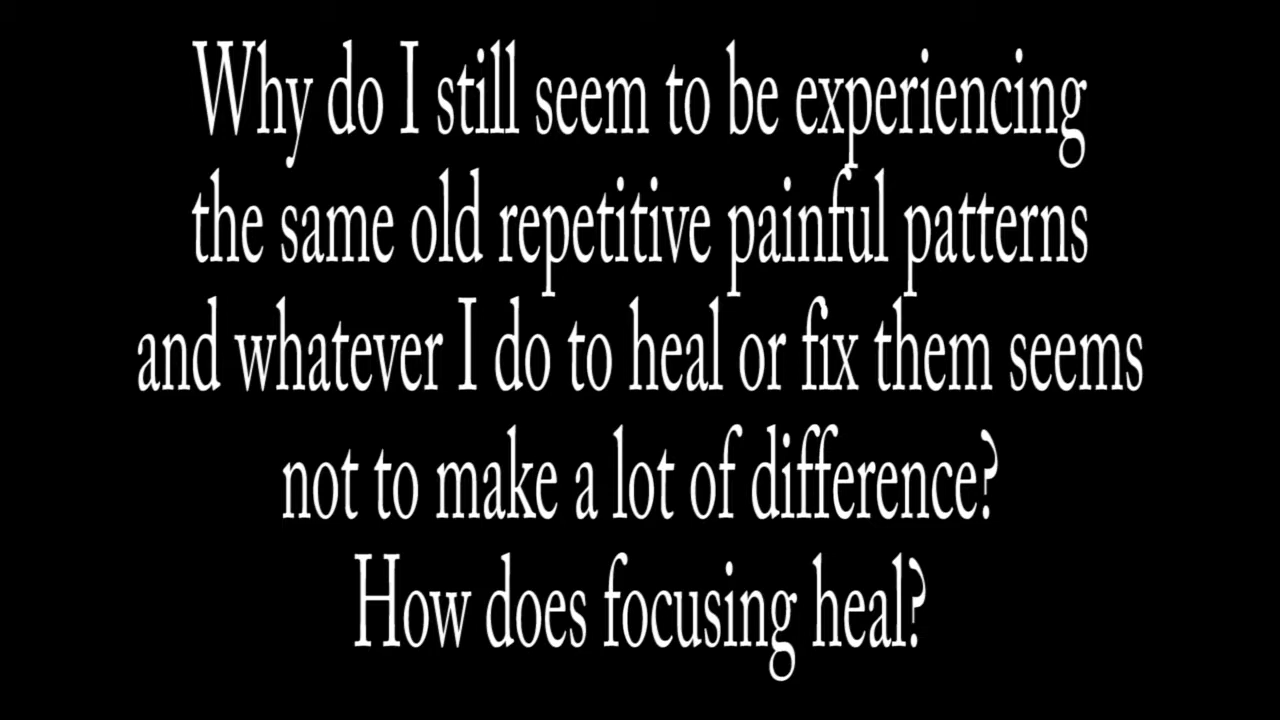 Why do I still seem to be experiencing
the same old repetitive painful patterns
and whatever I do to heal or fix them seems
not to make a lot of difference?
How does focusing heal?